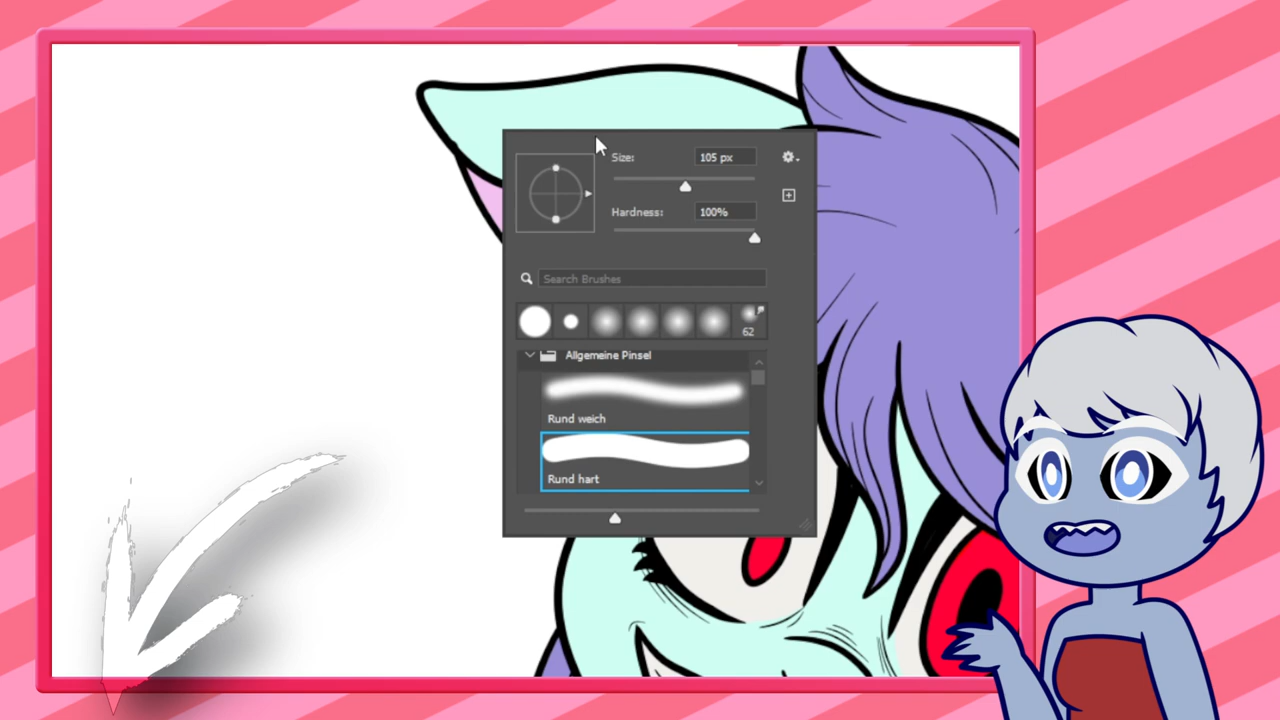 Size:
105 px
Hardness:
100%
Search Brushes
62
Allgemeine Pinsel
Rund weich
Rund hart